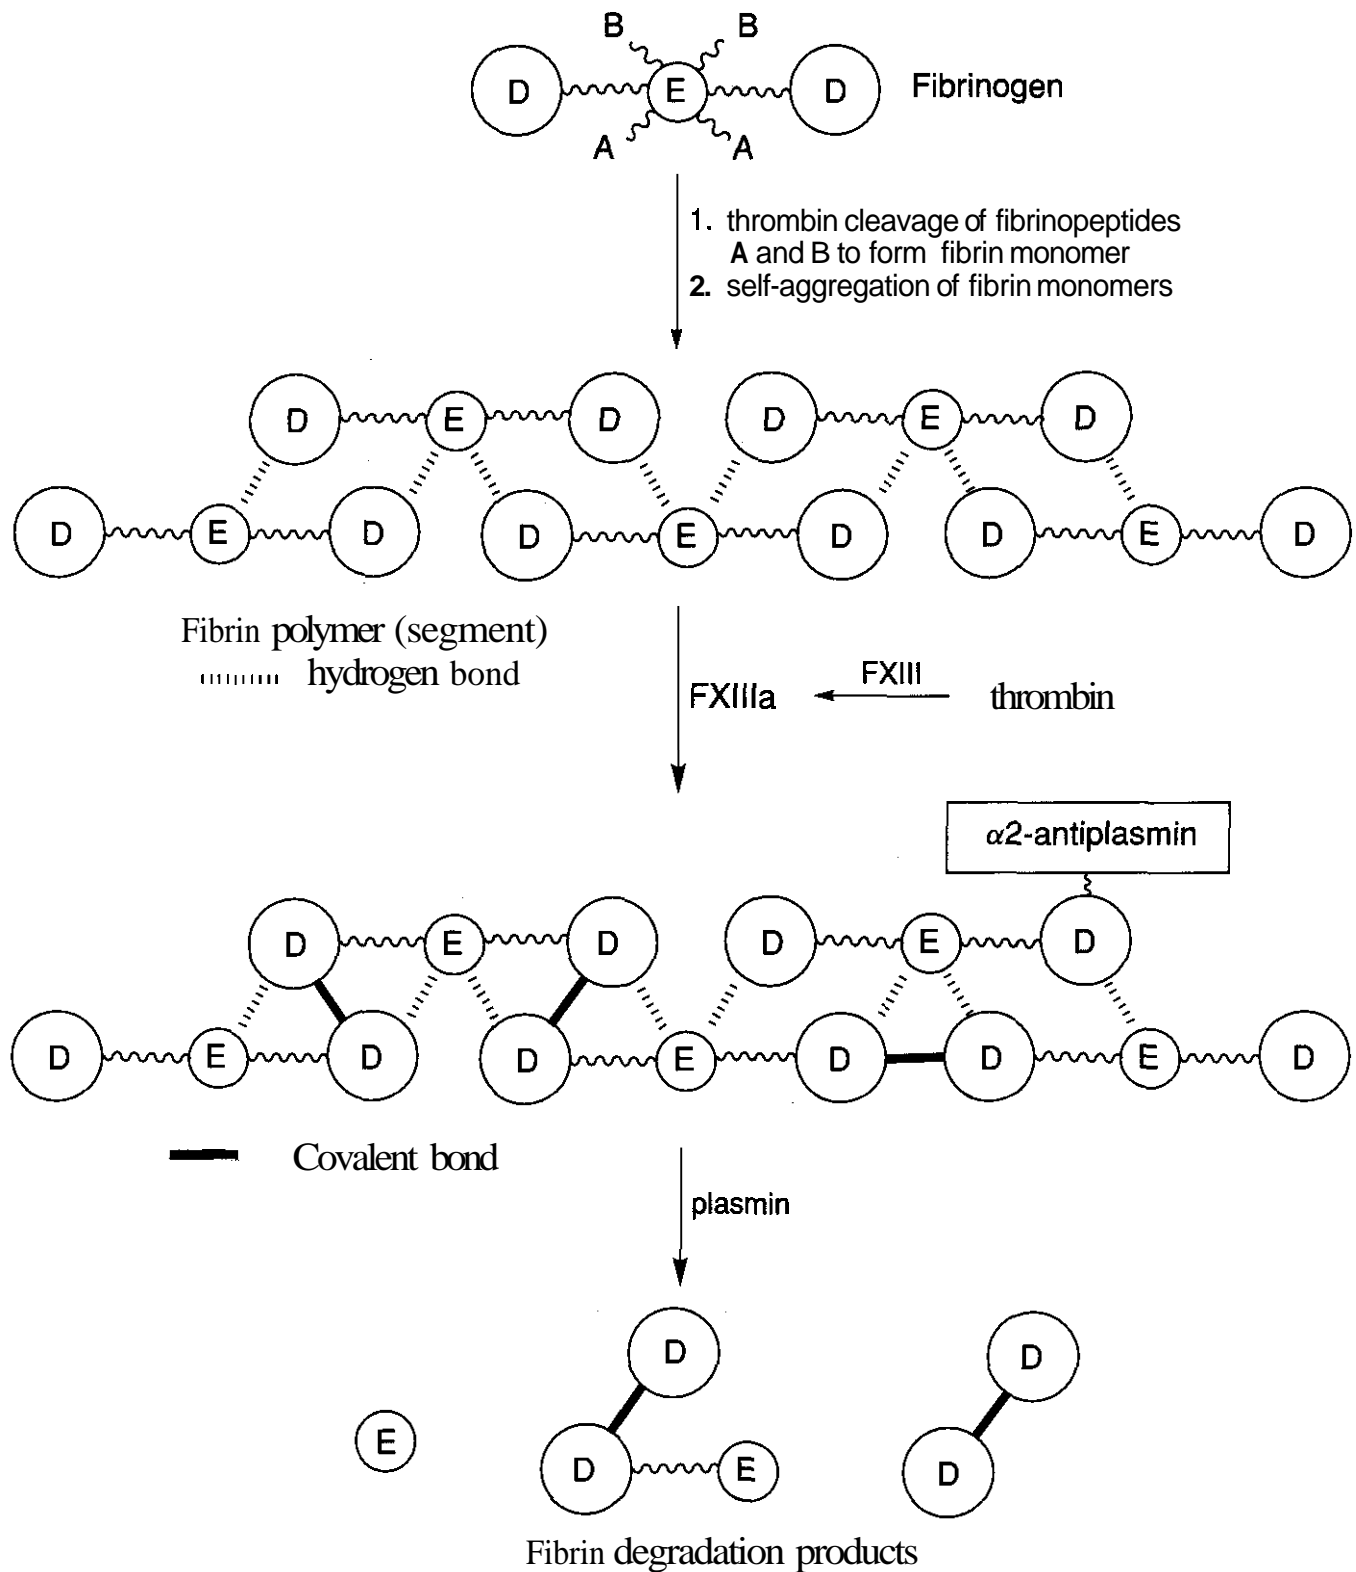 B B
D E D Fibrinogen
A A
1. thrombin cleavage of fibrinopeptides
A and B to form fibrin monomer
2. self-aggregation of fibrin monomers
D E D D E D
D E D D E D D E D
Fibrin polymer (segment)
hydrogen bond
FXIIIa FXIII thrombin
α2-antiplasmin
D E D D E D
D E D D E D D E D
Covalent bond
plasmin
D D
E D E D
Fibrin degradation products